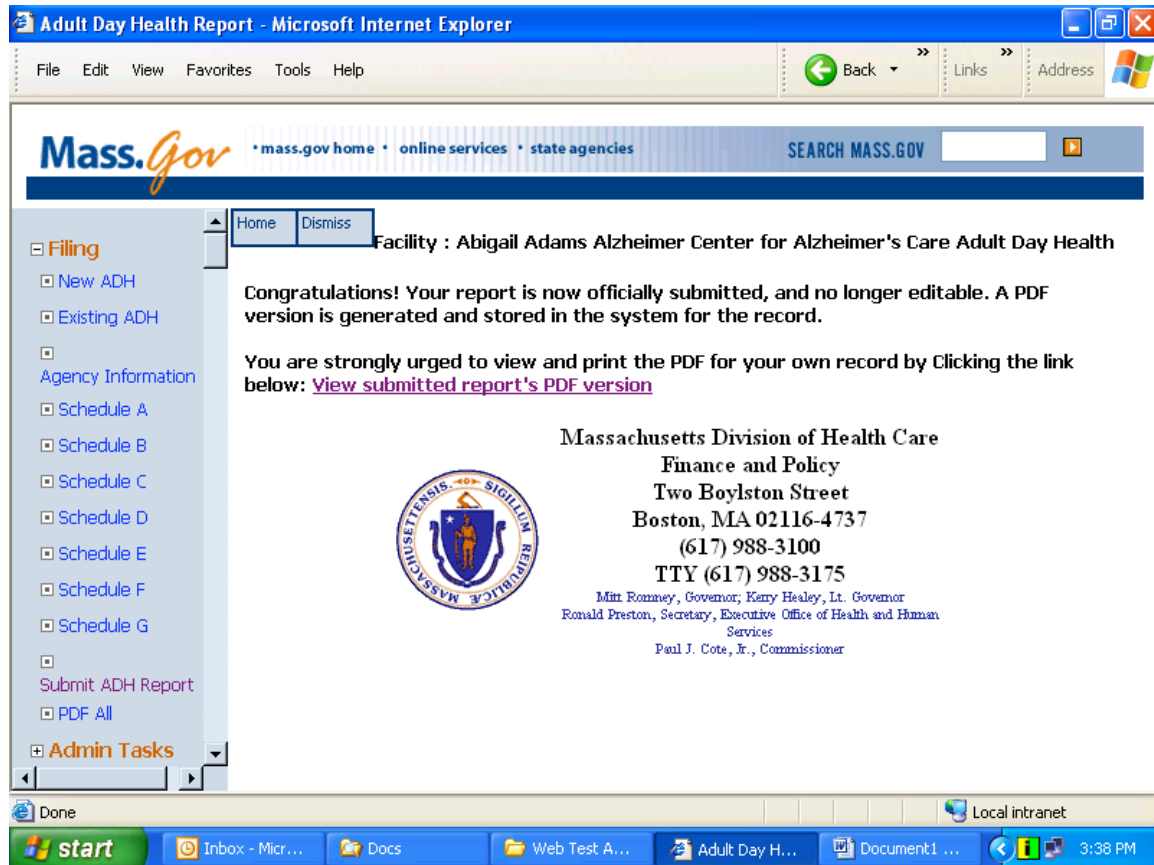 Adult Day Health Report - Microsoft Internet Explorer
File Edit View Favorites Tools Help
Back » Links » Address
Mass.Gov
• mass.gov home • online services • state agencies
SEARCH MASS.GOV
Home Dismiss
Facility : Abigail Adams Alzheimer Center for Alzheimer's Care Adult Day Health
Filing
New ADH
Existing ADH
Agency Information
Schedule A
Schedule B
Schedule C
Schedule D
Schedule E
Schedule F
Schedule G
Submit ADH Report
PDF All
Admin Tasks
Congratulations! Your report is now officially submitted, and no longer editable. A PDF
version is generated and stored in the system for the record.
You are strongly urged to view and print the PDF for your own record by Clicking the link
below: View submitted report's PDF version
SIGILLUM REIPUBLICÆ MASSACHUSETTENSIS.
Massachusetts Division of Health Care
Finance and Policy
Two Boylston Street
Boston, MA 02116-4737
(617) 988-3100
TTY (617) 988-3175
Mitt Romney, Governor; Kerry Healey, Lt. Governor
Ronald Preston, Secretary, Executive Office of Health and Human
Services
Paul J. Cote, Jr., Commissioner
Done
Local intranet
start
Inbox - Micr...
Docs
Web Test A...
Adult Day H...
Document1 ...
3:38 PM